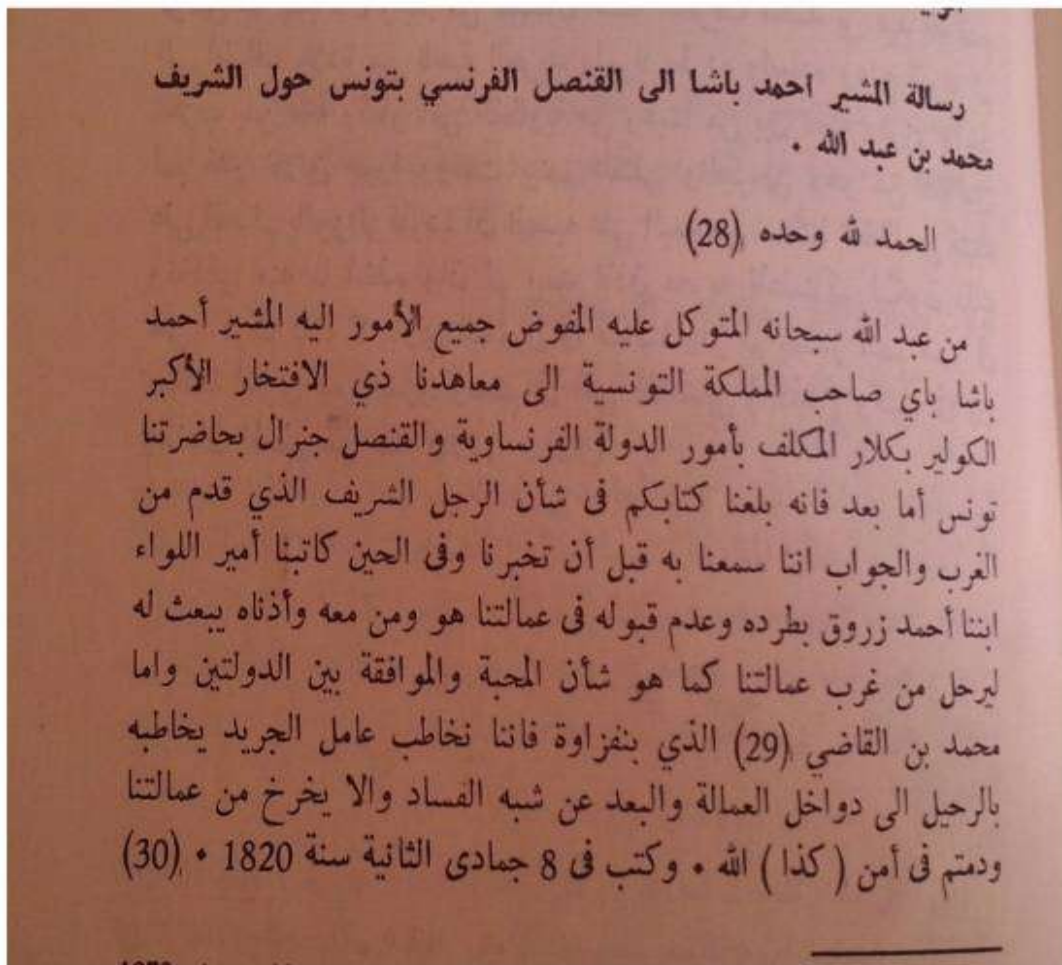 رسالة المشير احمد باشا الى القنصل الفرنسي بتونس حول الشريف
محمد بن عبد الله .
الحمد لله وحده (28)
من عبد الله سبحانه المتوكل عليه المفوض جميع الأمور اليه المشير أحمد
باشا باي صاحب المملكة التونسية الى معاهدنا ذي الافتخار الأكبر
الكولير بكلار المكلف بأمور الدولة الفرنساوية والقنصل جنرال بحاضرتنا
تونس أما بعد فانه بلغنا كتابكم فى شأن الرجل الشريف الذي قدم من
الغرب والجواب اننا سمعنا به قبل أن تخبرنا وفى الحين كاتبنا أمير اللواء
ابننا أحمد زروق بطرده وعدم قبوله فى عمالتنا هو ومن معه وأذناه يبعث له
ليرحل من غرب عمالتنا كما هو شأن المحبة والموافقة بين الدولتين واما
محمد بن القاضي (29) الذي بنفزاوة فاننا نخاطب عامل الجريد يخاطبه
بالرحيل الى دواخل العمالة والبعد عن شبه الفساد والا يخرخ من عمالتنا
ودمتم فى أمن ( كذا ) الله . وكتب فى 8 جمادى الثانية سنة 1820 . (30)